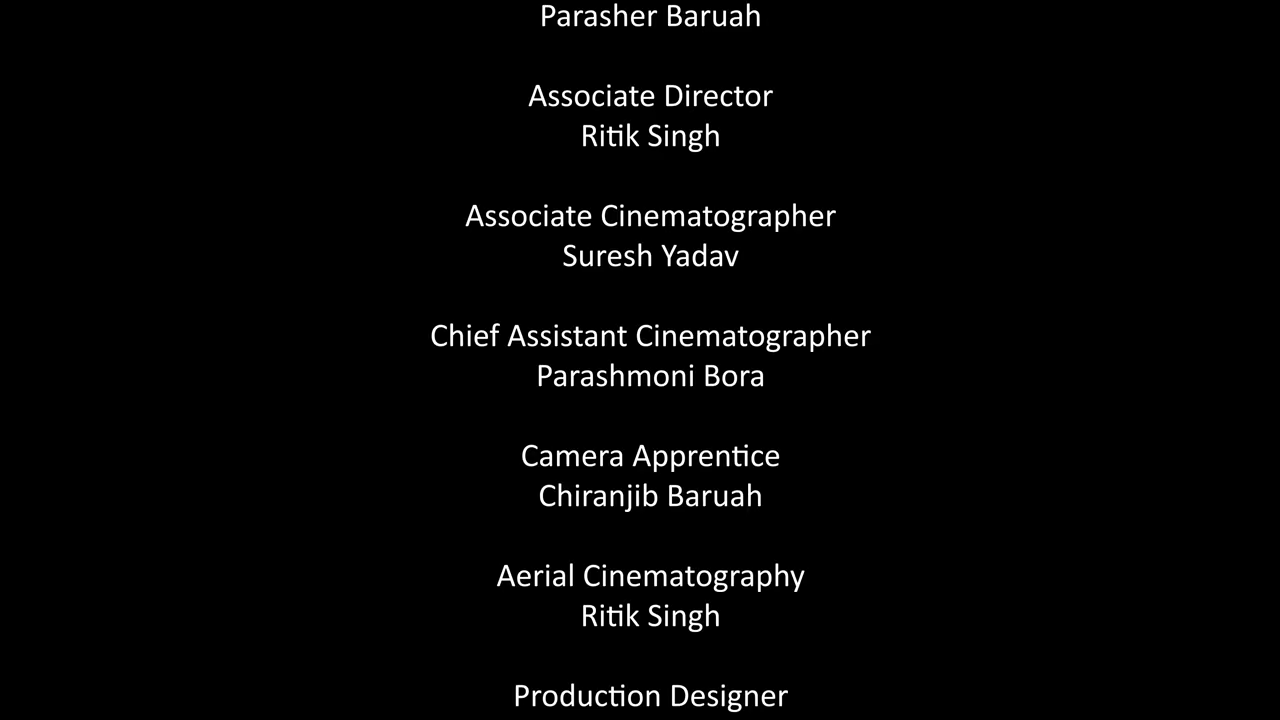 Parasher Baruah
Associate Director
Ritik Singh
Associate Cinematographer
Suresh Yadav
Chief Assistant Cinematographer
Parashmoni Bora
Camera Apprentice
Chiranjib Baruah
Aerial Cinematography
Ritik Singh
Production Designer